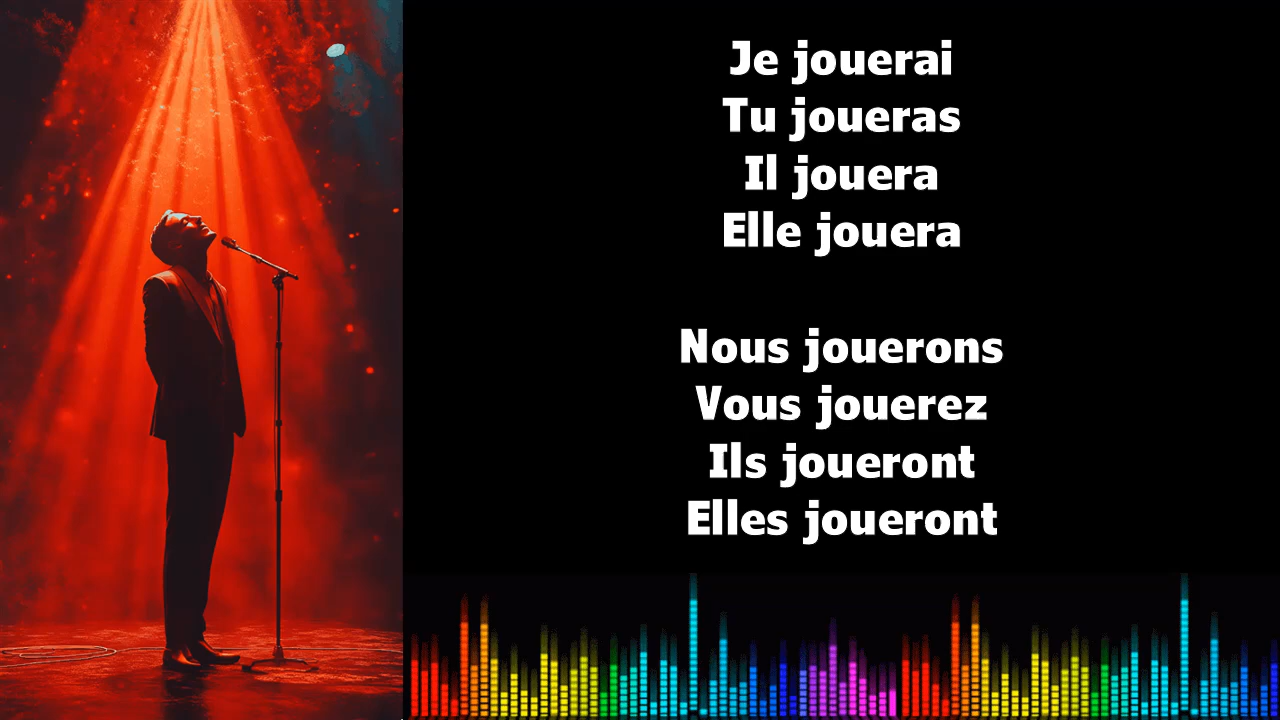 Je jouerai
Tu joueras
Il jouera
Elle jouera
Nous jouerons
Vous jouerez
Ils joueront
Elles joueront